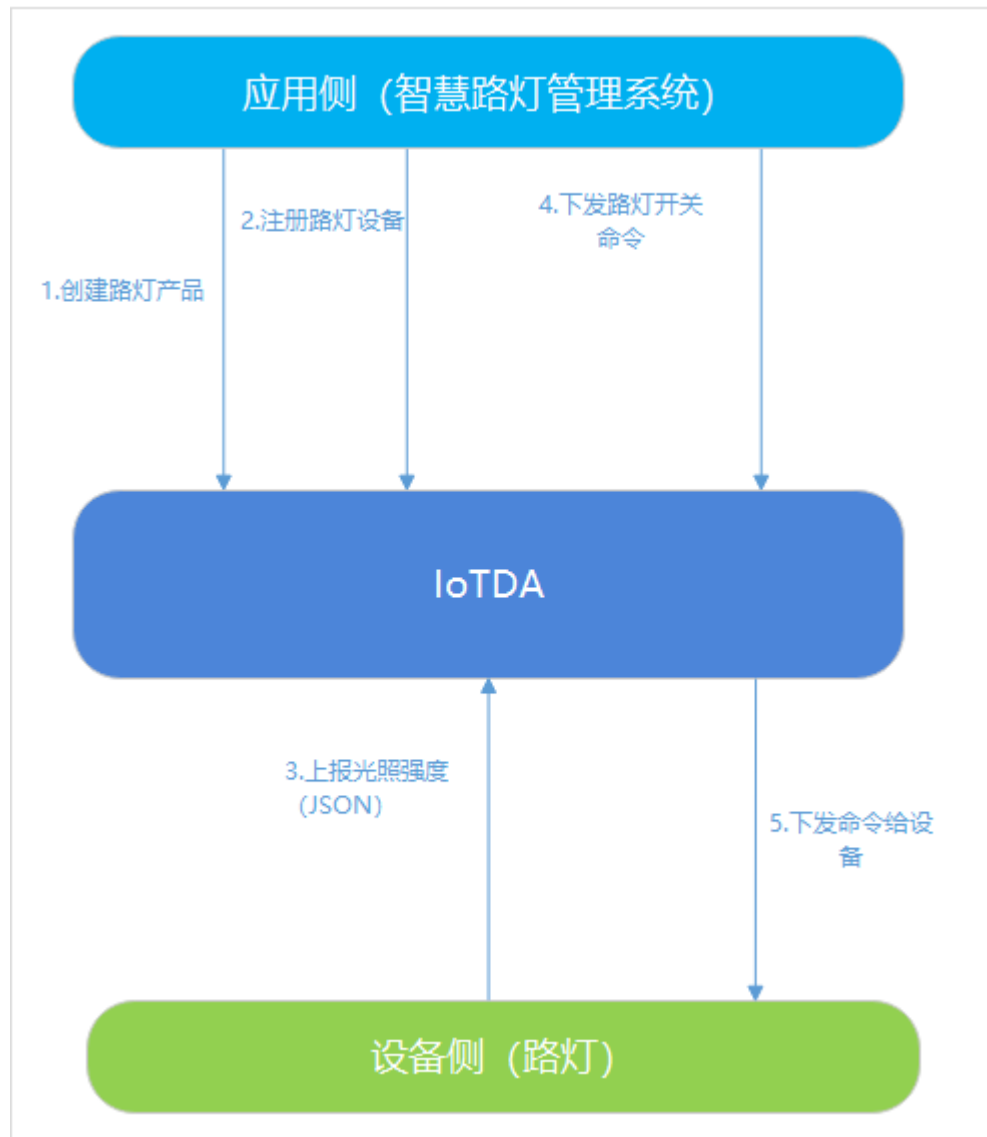 应用侧（智慧路灯管理系统）
2.注册路灯设备
4.下发路灯开关
命令
1.创建路灯产品
IoTDA
3.上报光照强度
（JSON）
5.下发命令给设
备
设备侧（路灯）